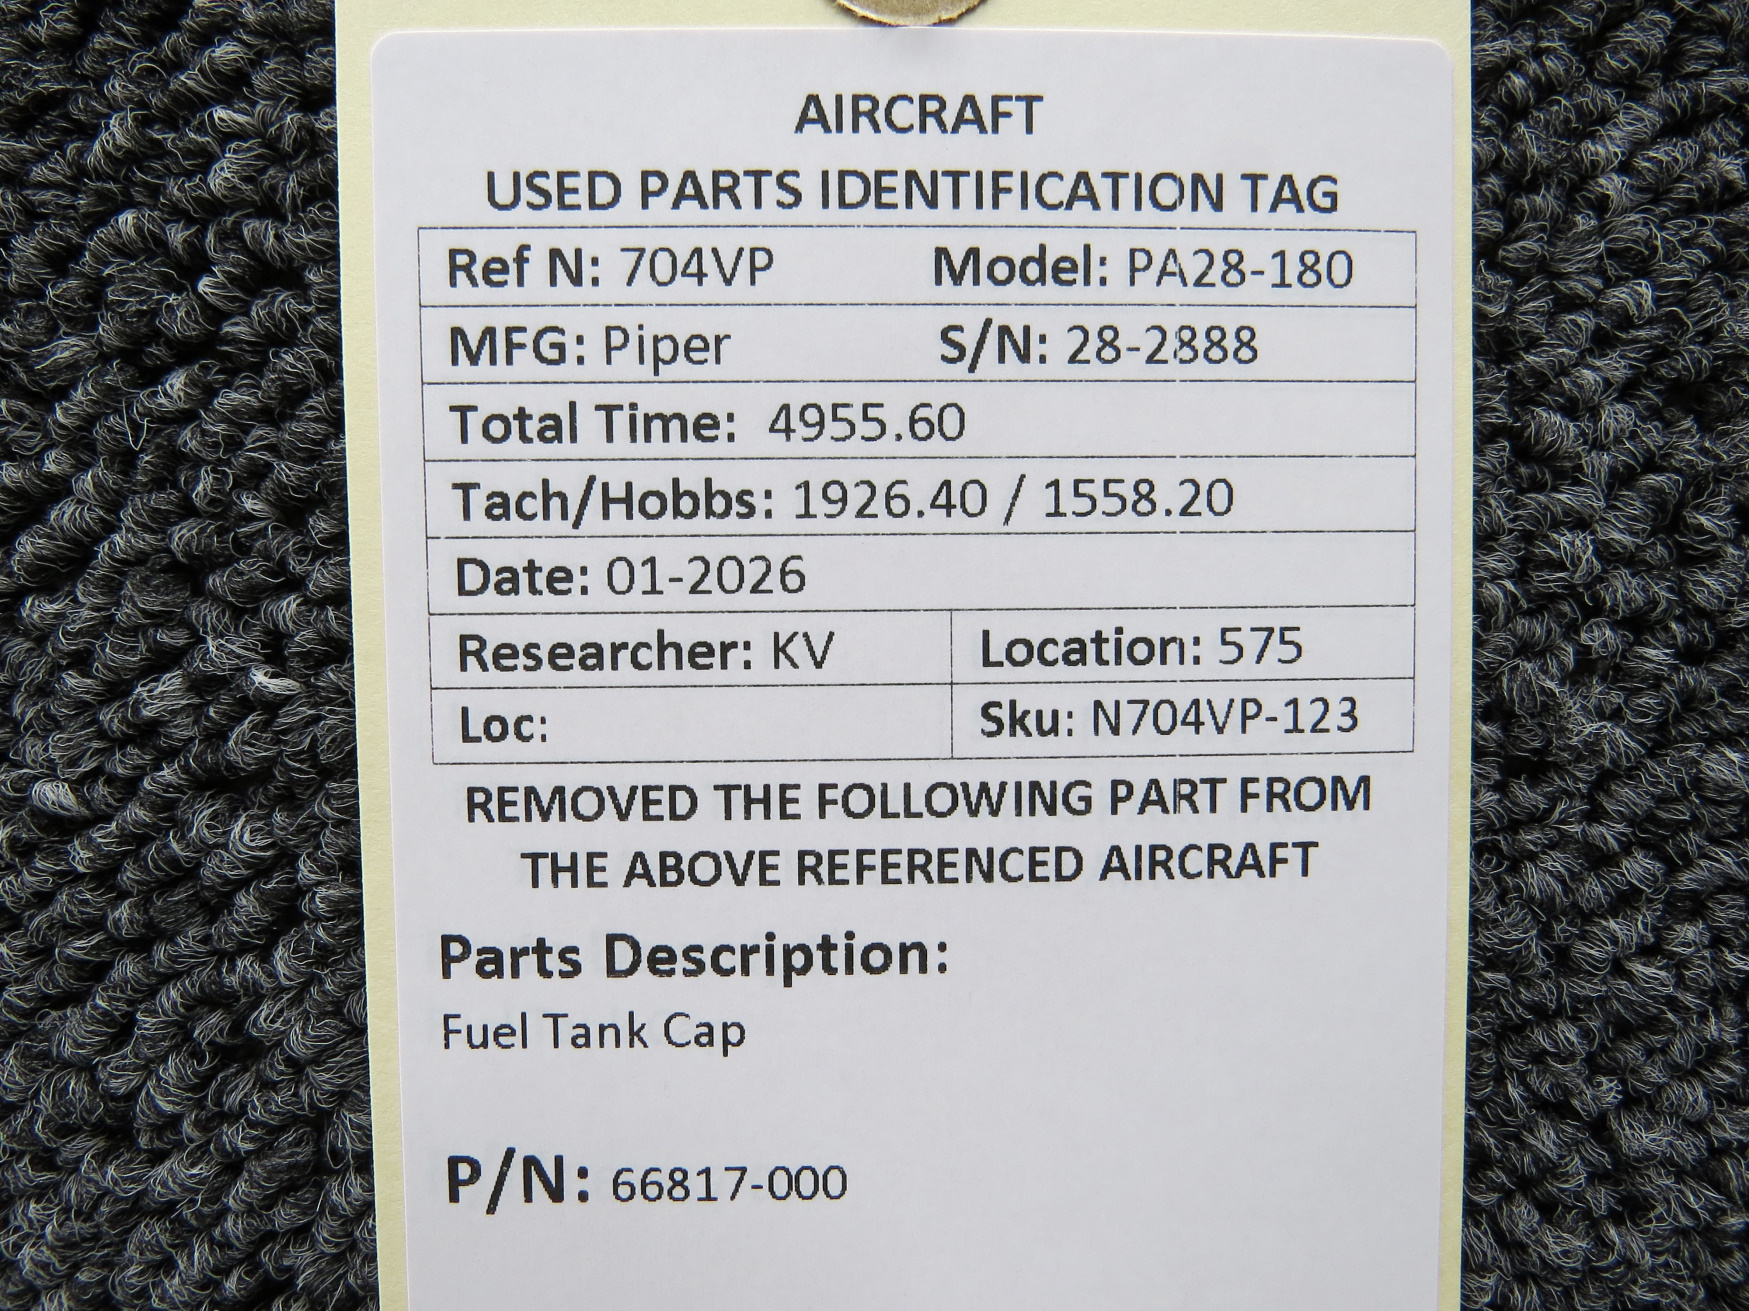 AIRCRAFT
USED PARTS IDENTIFICATION TAG
Ref N: 704VP Model: PA28-180
MFG: Piper S/N: 28-2888
Total Time: 4955.60
Tach/Hobbs: 1926.40 / 1558.20
Date: 01-2026
Researcher: KV Location: 575
Loc: Sku: N704VP-123
REMOVED THE FOLLOWING PART FROM
THE ABOVE REFERENCED AIRCRAFT
Parts Description:
Fuel Tank Cap
P/N: 66817-000